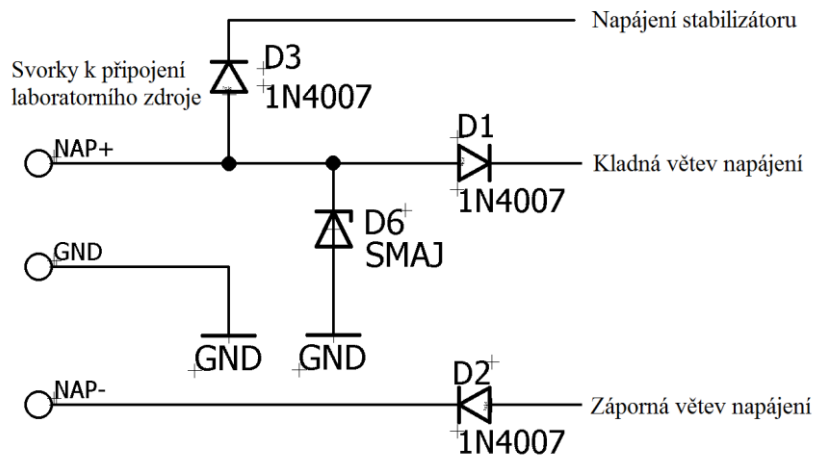 Napájení stabilizátoru
D3
1N4007
Svorky k připojení
laboratorního zdroje
NAP+
D1
1N4007
Kladná větev napájení
D6
SMAJ
GND
GND
GND
NAP-
D2
1N4007
Záporná větev napájení